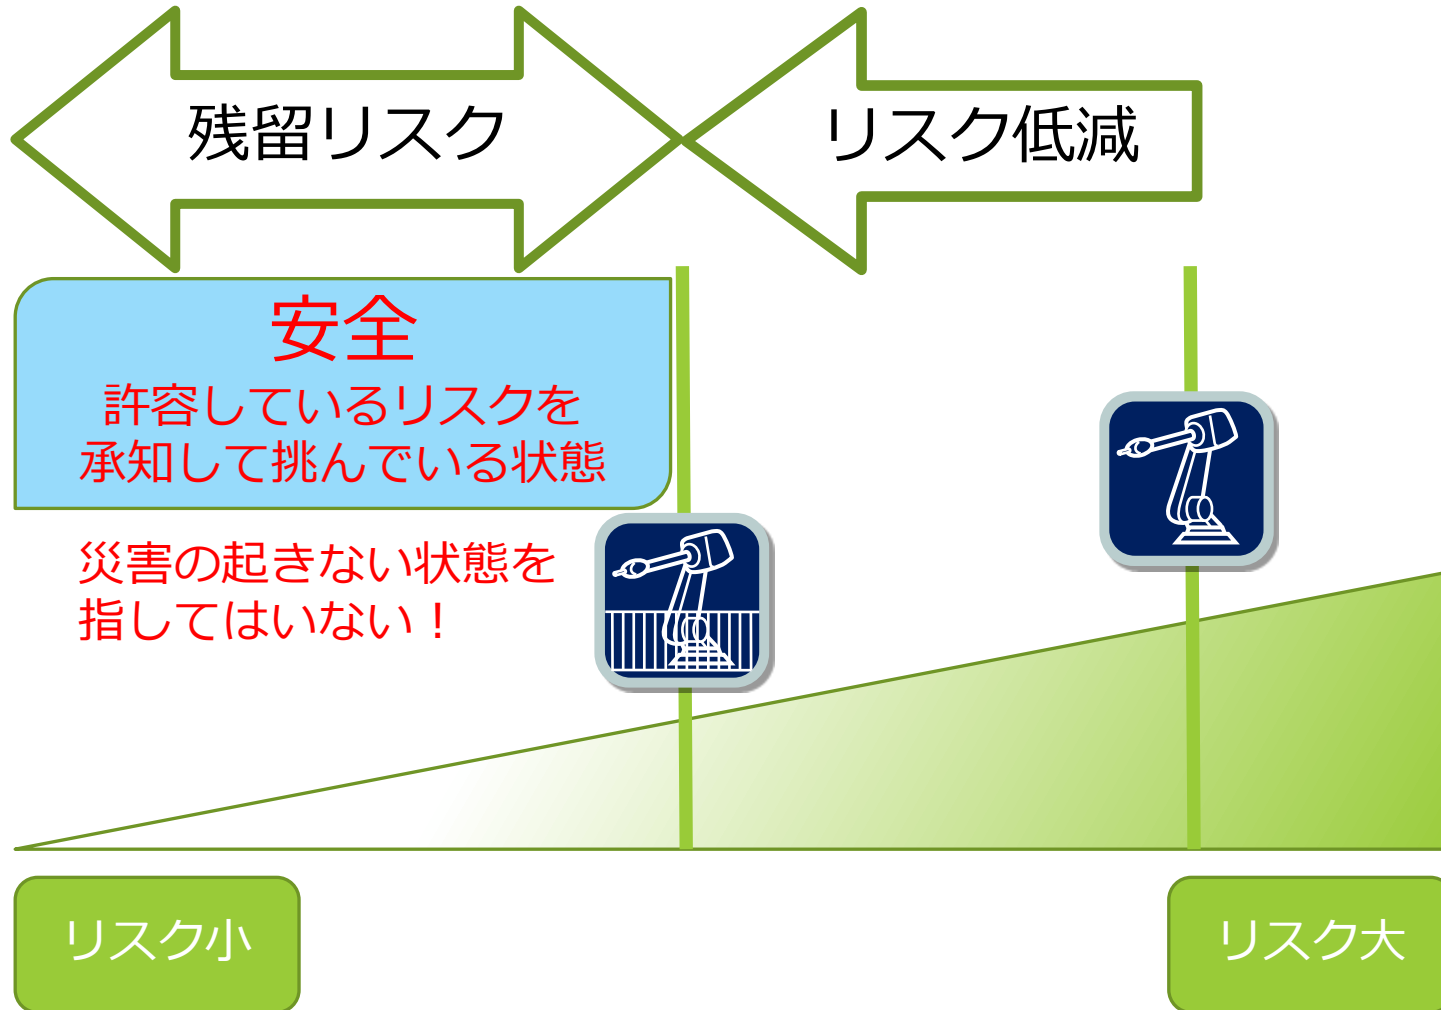 残留リスク
リスク低減
安全
許容しているリスクを
承知して挑んでいる状態
災害の起きない状態を
指してはいない！
リスク小
リスク大